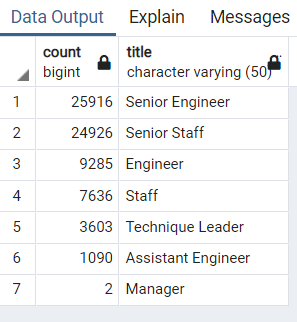 Data Output Explain Messages
count title
bigint character varying (50)
1 25916 Senior Engineer
2 24926 Senior Staff
3 9285 Engineer
4 7636 Staff
5 3603 Technique Leader
6 1090 Assistant Engineer
7 2 Manager